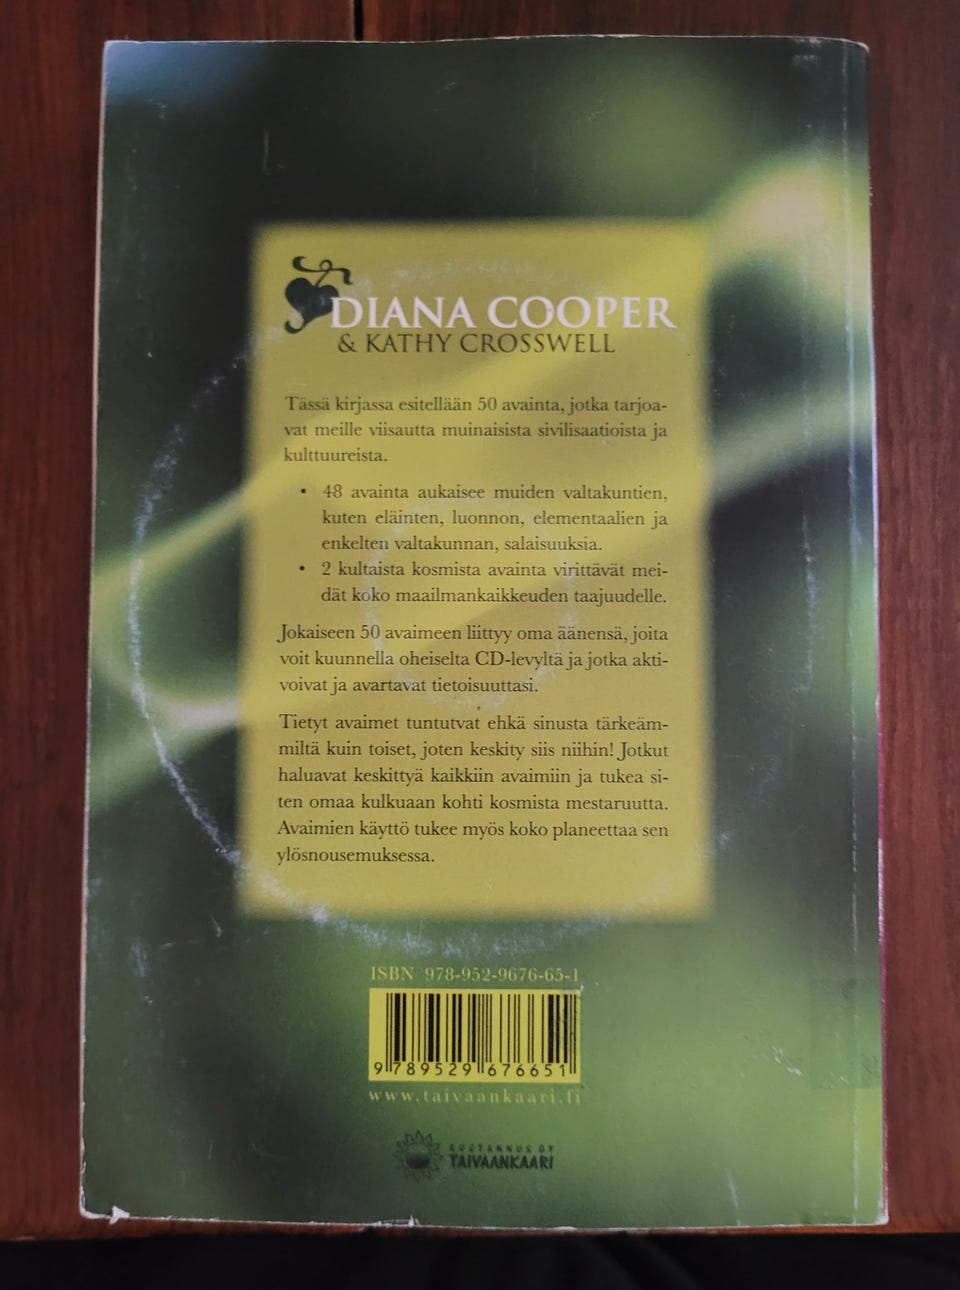 DIANA COOPER
& KATHY CROSSWELL
Tässä kirjassa esitellään 50 avainta, jotka tarjoa-
vat meille viisautta muinaisista sivilisaatioista ja
kulttuureista.
• 48 avainta aukaisee muiden valtakuntien,
kuten eläinten, luonnon, elementaalien ja
enkelten valtakunnan, salaisuuksia.
• 2 kultaista kosmista avainta virittävät mei-
dät koko maailmankaikkeuden taajuudelle.
Jokaiseen 50 avaimeen liittyy oma äänensä, joita
voit kuunnella oheiselta CD-levyltä ja jotka akti-
voivat ja avartavat tietoisuuttasi.
Tietyt avaimet tuntutvat ehkä sinusta tärkeäm-
miltä kuin toiset, joten keskity siis niihin! Jotkut
haluavat keskittyä kaikkiin avaimiin ja tukea si-
ten omaa kulkuaan kohti kosmista mestaruutta.
Avaimien käyttö tukee myös koko planeettaa sen
ylösnousemuksessa.
ISBN 978-952-9676-65-1
9 789529 676651
www.taivaankaari.fi
KUSTANNUS OY
TAIVAANKAARI